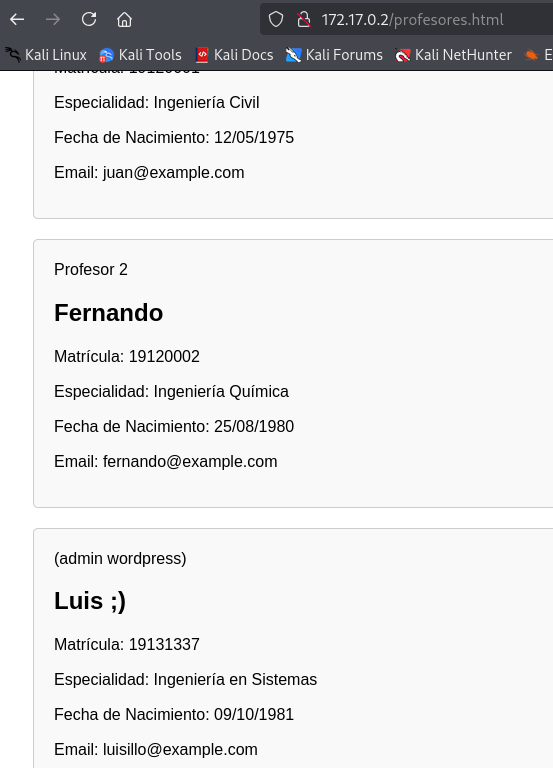 172.17.0.2/profesores.html
Kali Linux Kali Tools Kali Docs Kali Forums Kali NetHunter E
Matrícula: 19120001
Especialidad: Ingeniería Civil
Fecha de Nacimiento: 12/05/1975
Email: juan@example.com
Profesor 2
Fernando
Matrícula: 19120002
Especialidad: Ingeniería Química
Fecha de Nacimiento: 25/08/1980
Email: fernando@example.com
(admin wordpress)
Luis ;)
Matrícula: 19131337
Especialidad: Ingeniería en Sistemas
Fecha de Nacimiento: 09/10/1981
Email: luisillo@example.com